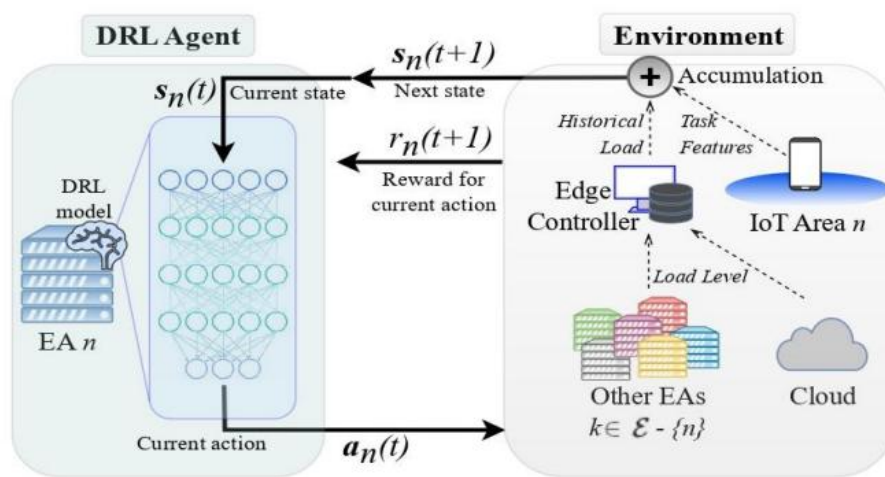 DRL Agent
Environment
s_n(t+1)
Next state
s_n(t)
Current state
+
Accumulation
Historical
Load
Task
Features
r_n(t+1)
Reward for
current action
DRL
model
EA n
Edge
Controller
IoT Area n
Load Level
Other EAs
k ∈ ℰ - {n}
Cloud
Current action
a_n(t)